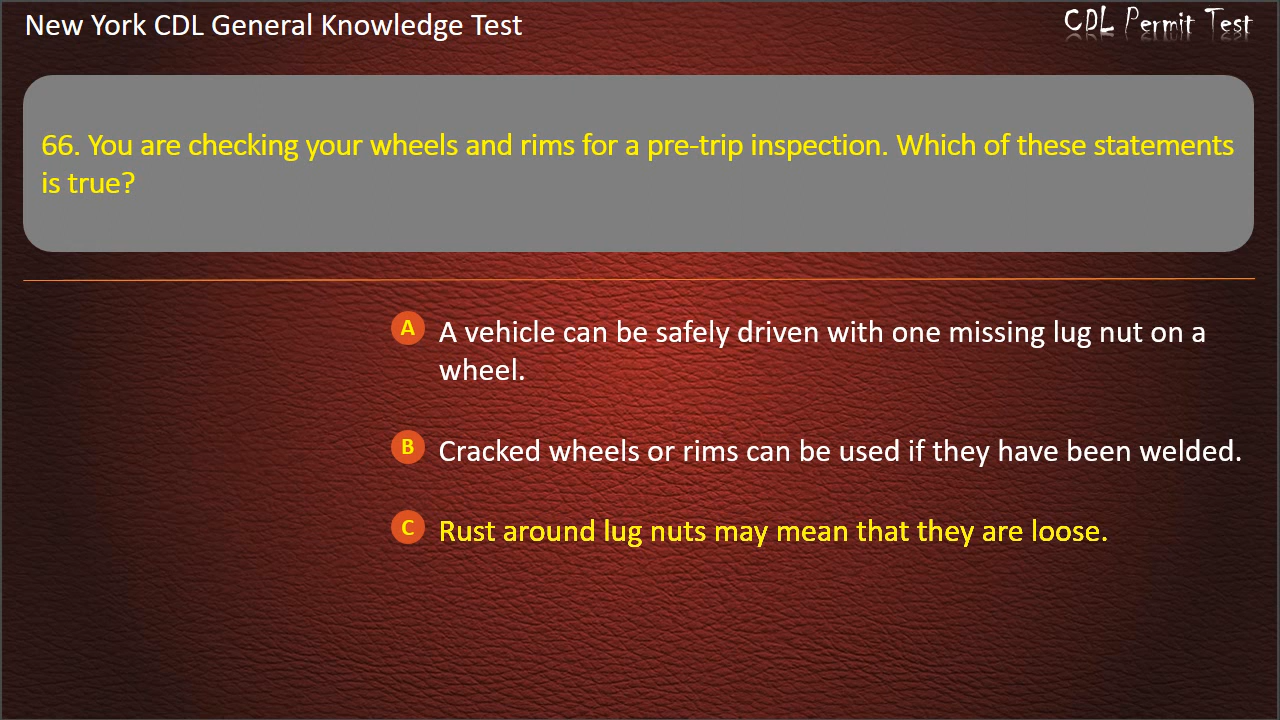 New York CDL General Knowledge Test
CDL Permit Test
66. You are checking your wheels and rims for a pre-trip inspection. Which of these statements
is true?
A A vehicle can be safely driven with one missing lug nut on a
wheel.
B Cracked wheels or rims can be used if they have been welded.
C Rust around lug nuts may mean that they are loose.